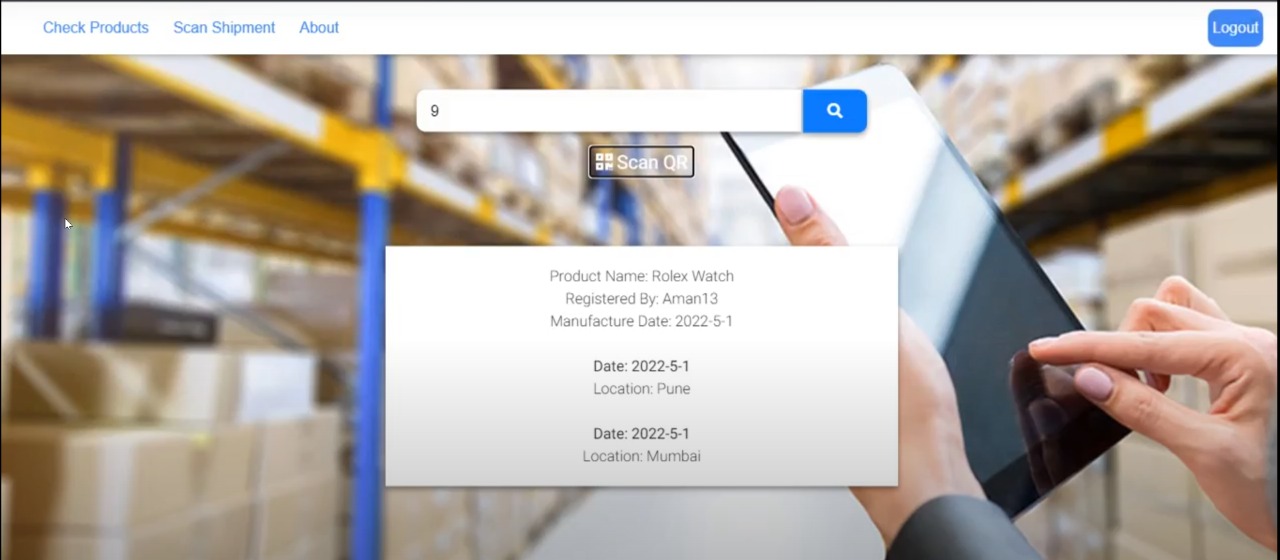 Check Products Scan Shipment About Logout
9
Scan QR
Product Name: Rolex Watch
Registered By: Aman13
Manufacture Date: 2022-5-1
Date: 2022-5-1
Location: Pune
Date: 2022-5-1
Location: Mumbai